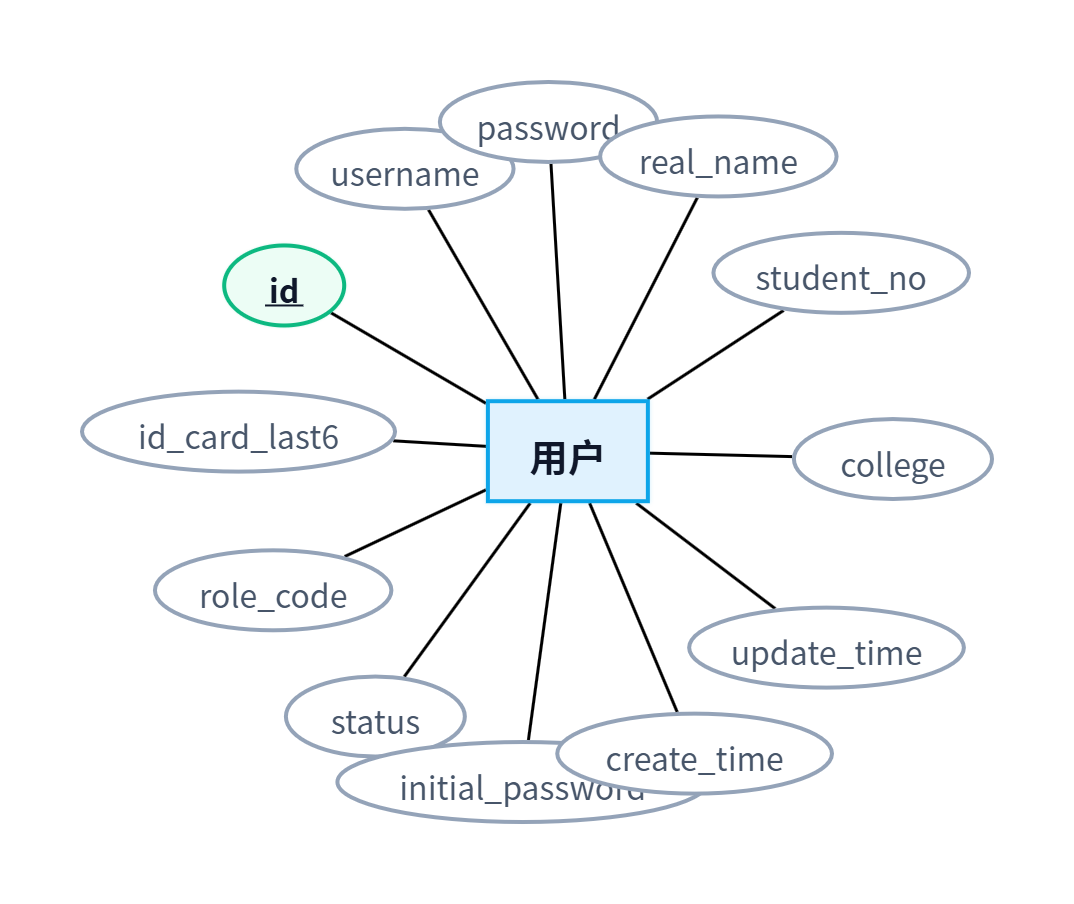 password
real_name
username
student_no
id
id_card_last6
用户
college
role_code
update_time
status
create_time
initial_password